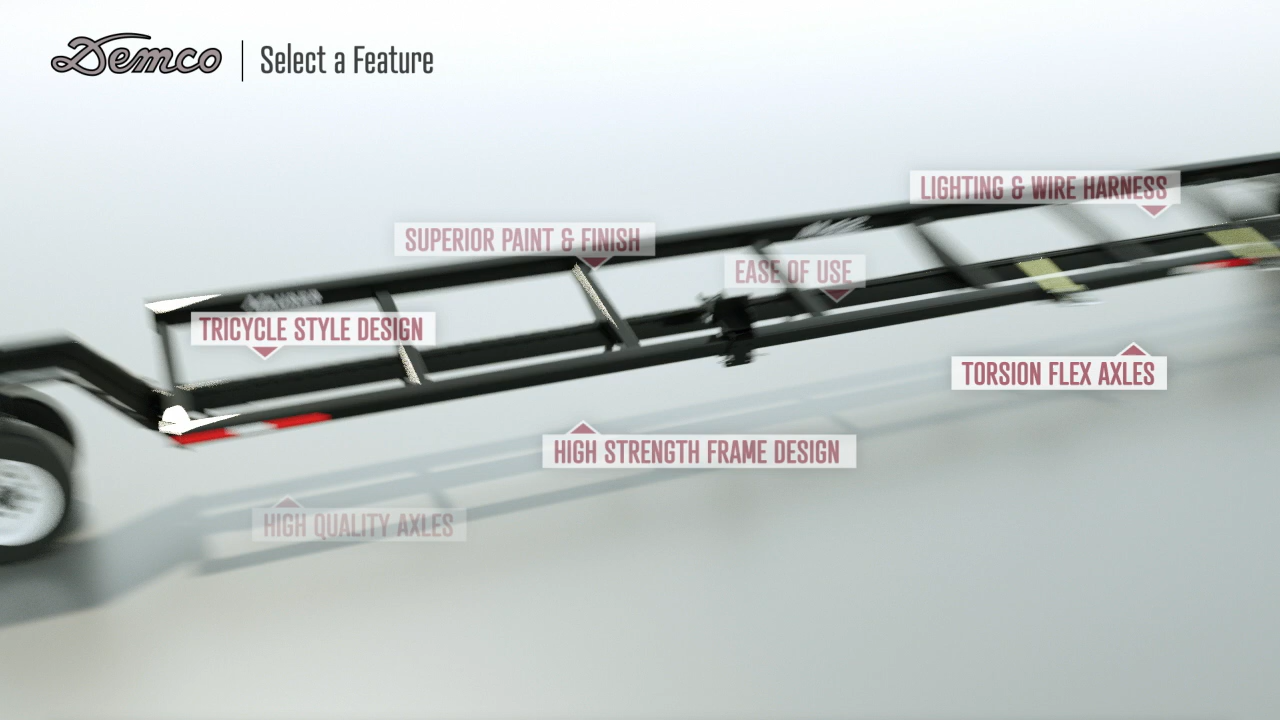 Demco
Select a Feature
LIGHTING & WIRE HARNESS
SUPERIOR PAINT & FINISH
EASE OF USE
TRICYCLE STYLE DESIGN
TORSION FLEX AXLES
HIGH STRENGTH FRAME DESIGN
HIGH QUALITY AXLES